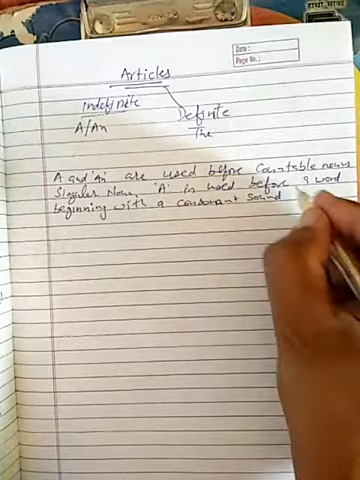 Date :
Page No. :
Articles
Indefinite
Definite
A/An
The
A and 'An' are used before Countable nouns
Singular Noun, 'A' is used before a word
beginning with a consonant sound